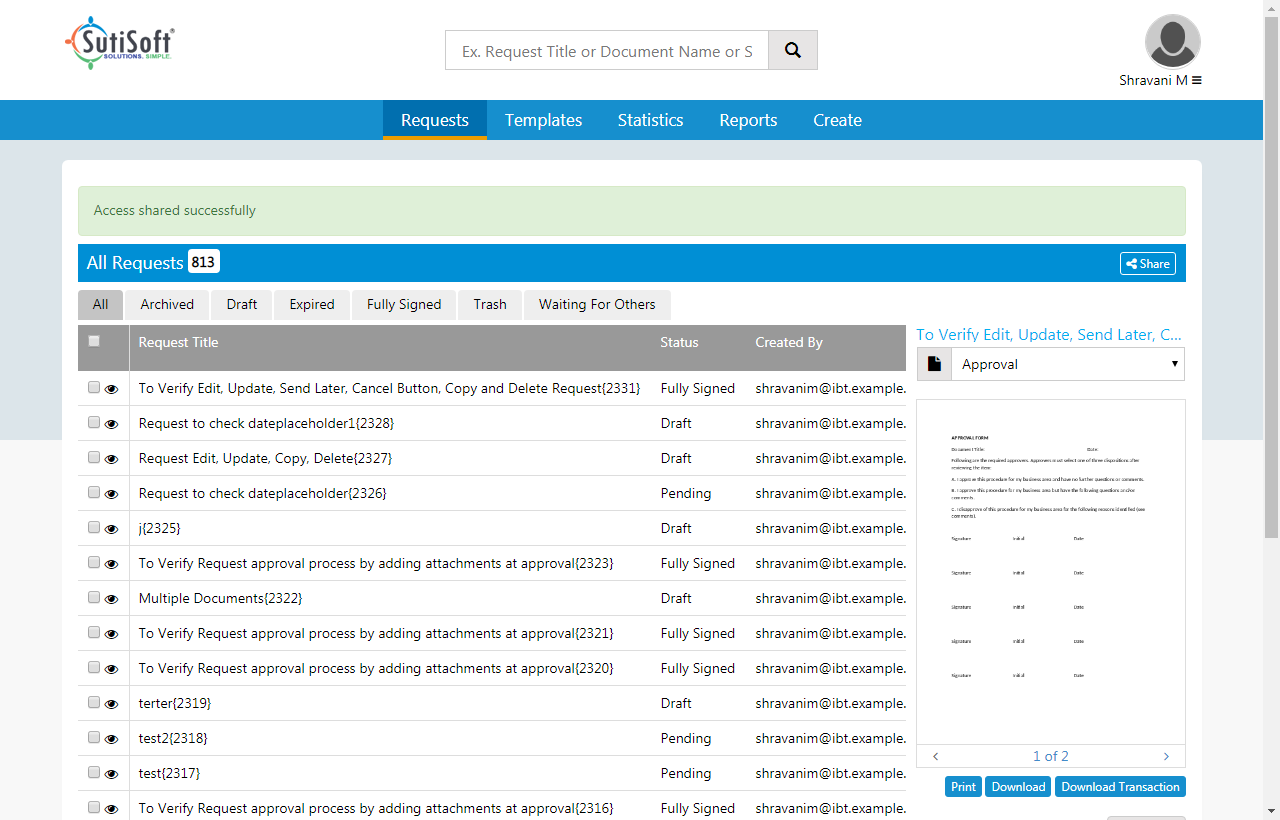 SutiSoft®
SOLUTIONS. SIMPLE.
Ex. Request Title or Document Name or S
Shravani M
Requests Templates Statistics Reports Create
Access shared successfully
All Requests 813
Share
All Archived Draft Expired Fully Signed Trash Waiting For Others
Request Title Status Created By
To Verify Edit, Update, Send Later, Cancel Button, Copy and Delete Request{2331} Fully Signed shravanim@ibt.example.
Request to check dateplaceholder1{2328} Draft shravanim@ibt.example.
Request Edit, Update, Copy, Delete{2327} Draft shravanim@ibt.example.
Request to check dateplaceholder{2326} Pending shravanim@ibt.example.
j{2325} Draft shravanim@ibt.example.
To Verify Request approval process by adding attachments at approval{2323} Fully Signed shravanim@ibt.example.
Multiple Documents{2322} Draft shravanim@ibt.example.
To Verify Request approval process by adding attachments at approval{2321} Fully Signed shravanim@ibt.example.
To Verify Request approval process by adding attachments at approval{2320} Fully Signed shravanim@ibt.example.
terter{2319} Draft shravanim@ibt.example.
test2{2318} Pending shravanim@ibt.example.
test{2317} Pending shravanim@ibt.example.
To Verify Request approval process by adding attachments at approval{2316} Fully Signed shravanim@ibt.example.
To Verify Edit, Update, Send Later, C...
Approval
APPROVAL FORM
Document Title: Date:
Following are the required approvers. Approvers must select one of three dispositions after
reviewing the item:
A. I approve this procedure for my business area and have no further questions or comments.
B. I approve this procedure for my business area but have the following questions and/or
comments.
C. I disapprove of this procedure for my business area for the following reasons identified (see
comments).
Signature Initial Date
Signature Initial Date
Signature Initial Date
Signature Initial Date
Signature Initial Date
1 of 2
Print Download Download Transaction